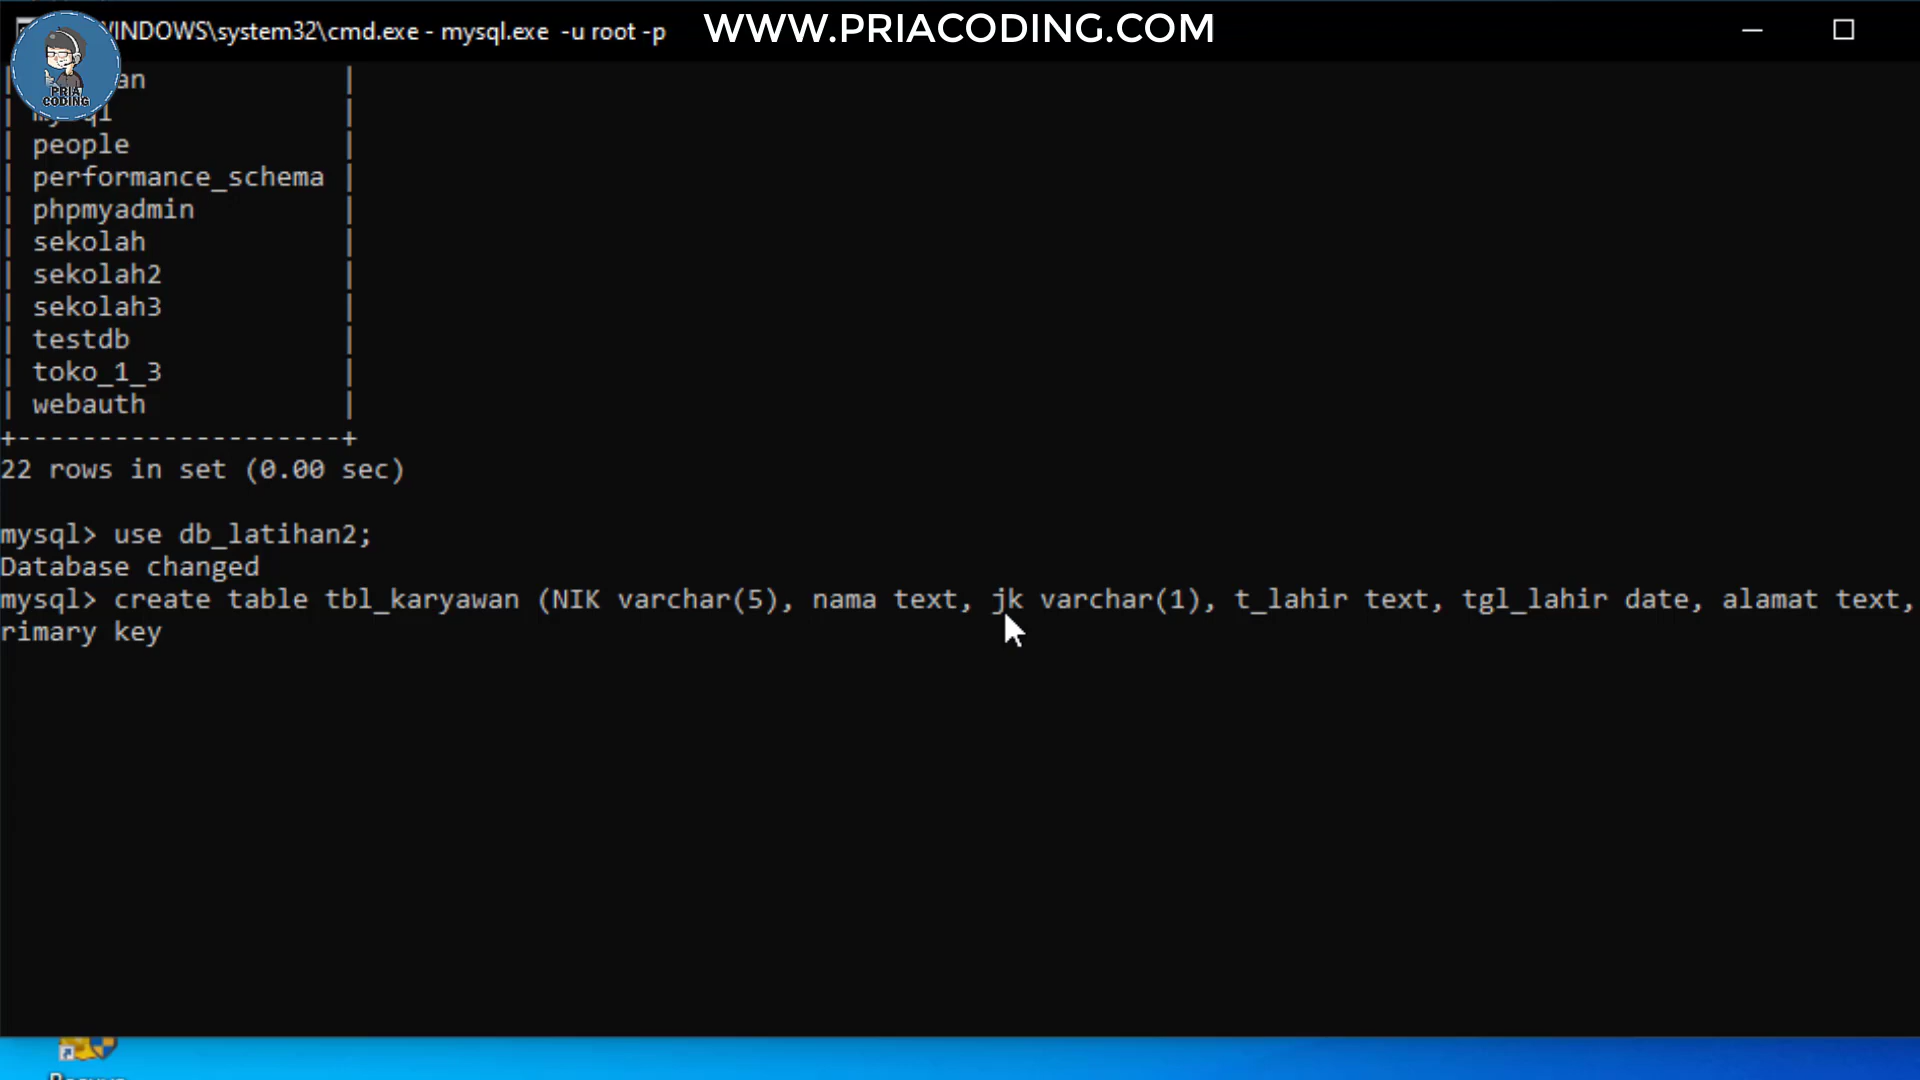 WINDOWS\system32\cmd.exe - mysql.exe -u root -p
WWW.PRIACODING.COM
PRIA
CODING
| people |
| performance_schema |
| phpmyadmin |
| sekolah |
| sekolah2 |
| sekolah3 |
| testdb |
| toko_1_3 |
| webauth |
+--------------------+
22 rows in set (0.00 sec)
mysql> use db_latihan2;
Database changed
mysql> create table tbl_karyawan (NIK varchar(5), nama text, jk varchar(1), t_lahir text, tgl_lahir date, alamat text,
rimary key